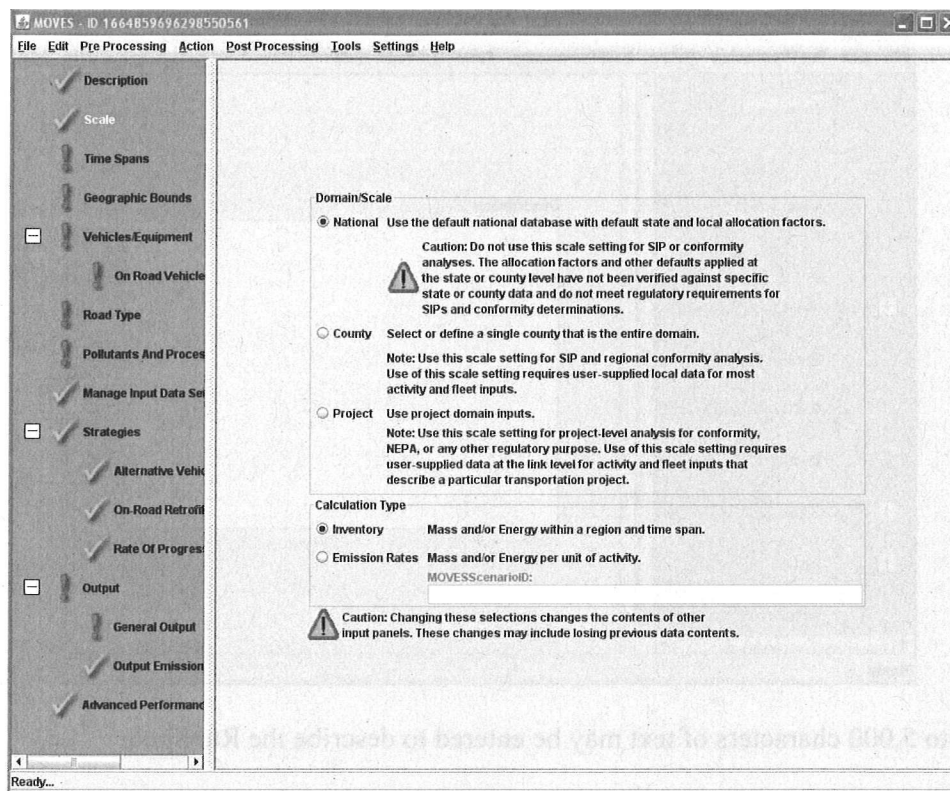 MOVES - ID 1664859696298550561
File Edit Pre Processing Action Post Processing Tools Settings Help
Description
Scale
Time Spans
Geographic Bounds
Vehicles/Equipment
On Road Vehicle
Road Type
Pollutants And Proces
Manage Input Data Set
Strategies
Alternative Vehic
On-Road Retrofit
Rate Of Progress
Output
General Output
Output Emission
Advanced Performanc
Domain/Scale
National Use the default national database with default state and local allocation factors.
Caution: Do not use this scale setting for SIP or conformity
analyses. The allocation factors and other defaults applied at
the state or county level have not been verified against specific
state or county data and do not meet regulatory requirements for
SIPs and conformity determinations.
County Select or define a single county that is the entire domain.
Note: Use this scale setting for SIP and regional conformity analysis.
Use of this scale setting requires user-supplied local data for most
activity and fleet inputs.
Project Use project domain inputs.
Note: Use this scale setting for project-level analysis for conformity,
NEPA, or any other regulatory purpose. Use of this scale setting requires
user-supplied data at the link level for activity and fleet inputs that
describe a particular transportation project.
Calculation Type
Inventory Mass and/or Energy within a region and time span.
Emission Rates Mass and/or Energy per unit of activity.
MOVESScenarioID:
Caution: Changing these selections changes the contents of other
input panels. These changes may include losing previous data contents.
to 5,000 characters of text may be entered to describe the R
Ready...